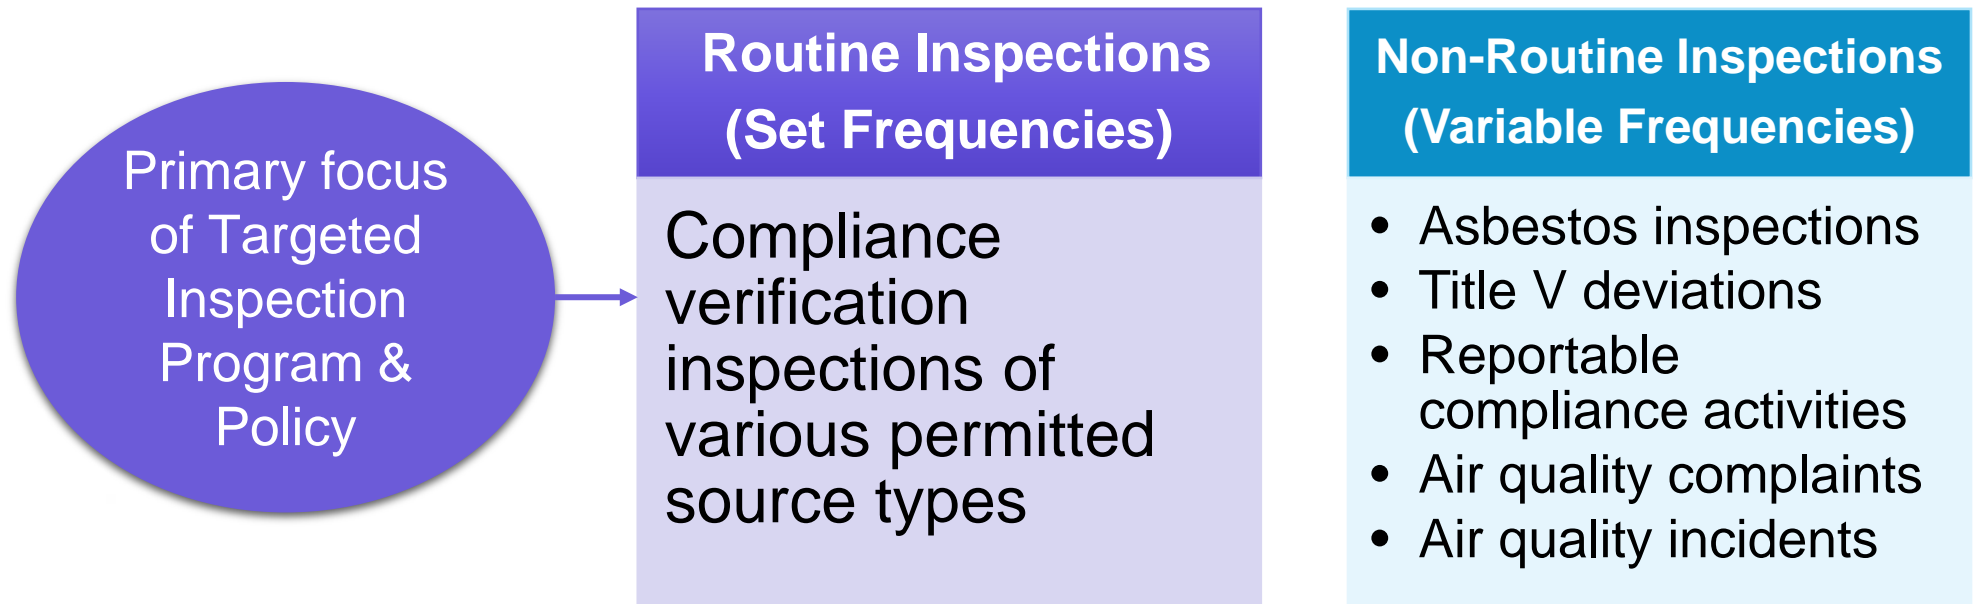 Primary focus
of Targeted
Inspection
Program &
Policy
Routine Inspections
(Set Frequencies)
Compliance
verification
inspections of
various permitted
source types
Non-Routine Inspections
(Variable Frequencies)
• Asbestos inspections
• Title V deviations
• Reportable
compliance activities
• Air quality complaints
• Air quality incidents